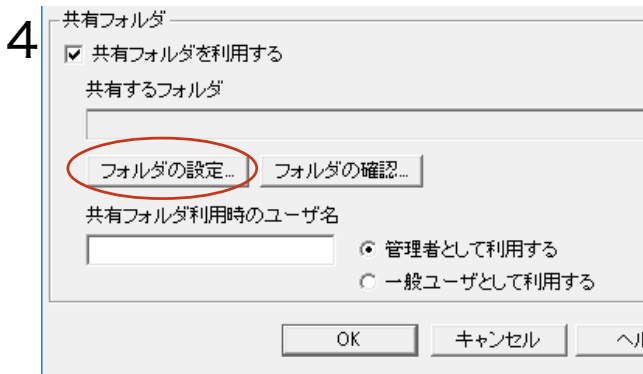 4
共有フォルダ
共有フォルダを利用する
共有するフォルダ
フォルダの設定... フォルダの確認...
共有フォルダ利用時のユーザ名
管理者として利用する
一般ユーザとして利用する
OK キャンセル ヘル